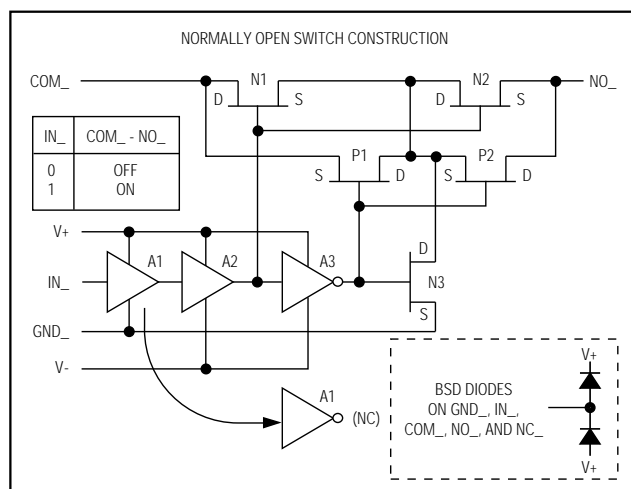 NORMALLY OPEN SWITCH CONSTRUCTION
COM_
N1
N2
NO_
D
S
D
S
IN_
COM_ - NO_
0
OFF
1
ON
P1
P2
S
D
S
D
V+
A1
A2
A3
D
IN_
N3
GND_
S
V-
A1
(NC)
V+
BSD DIODES
ON GND_, IN_,
COM_, NO_, AND NC_
V+